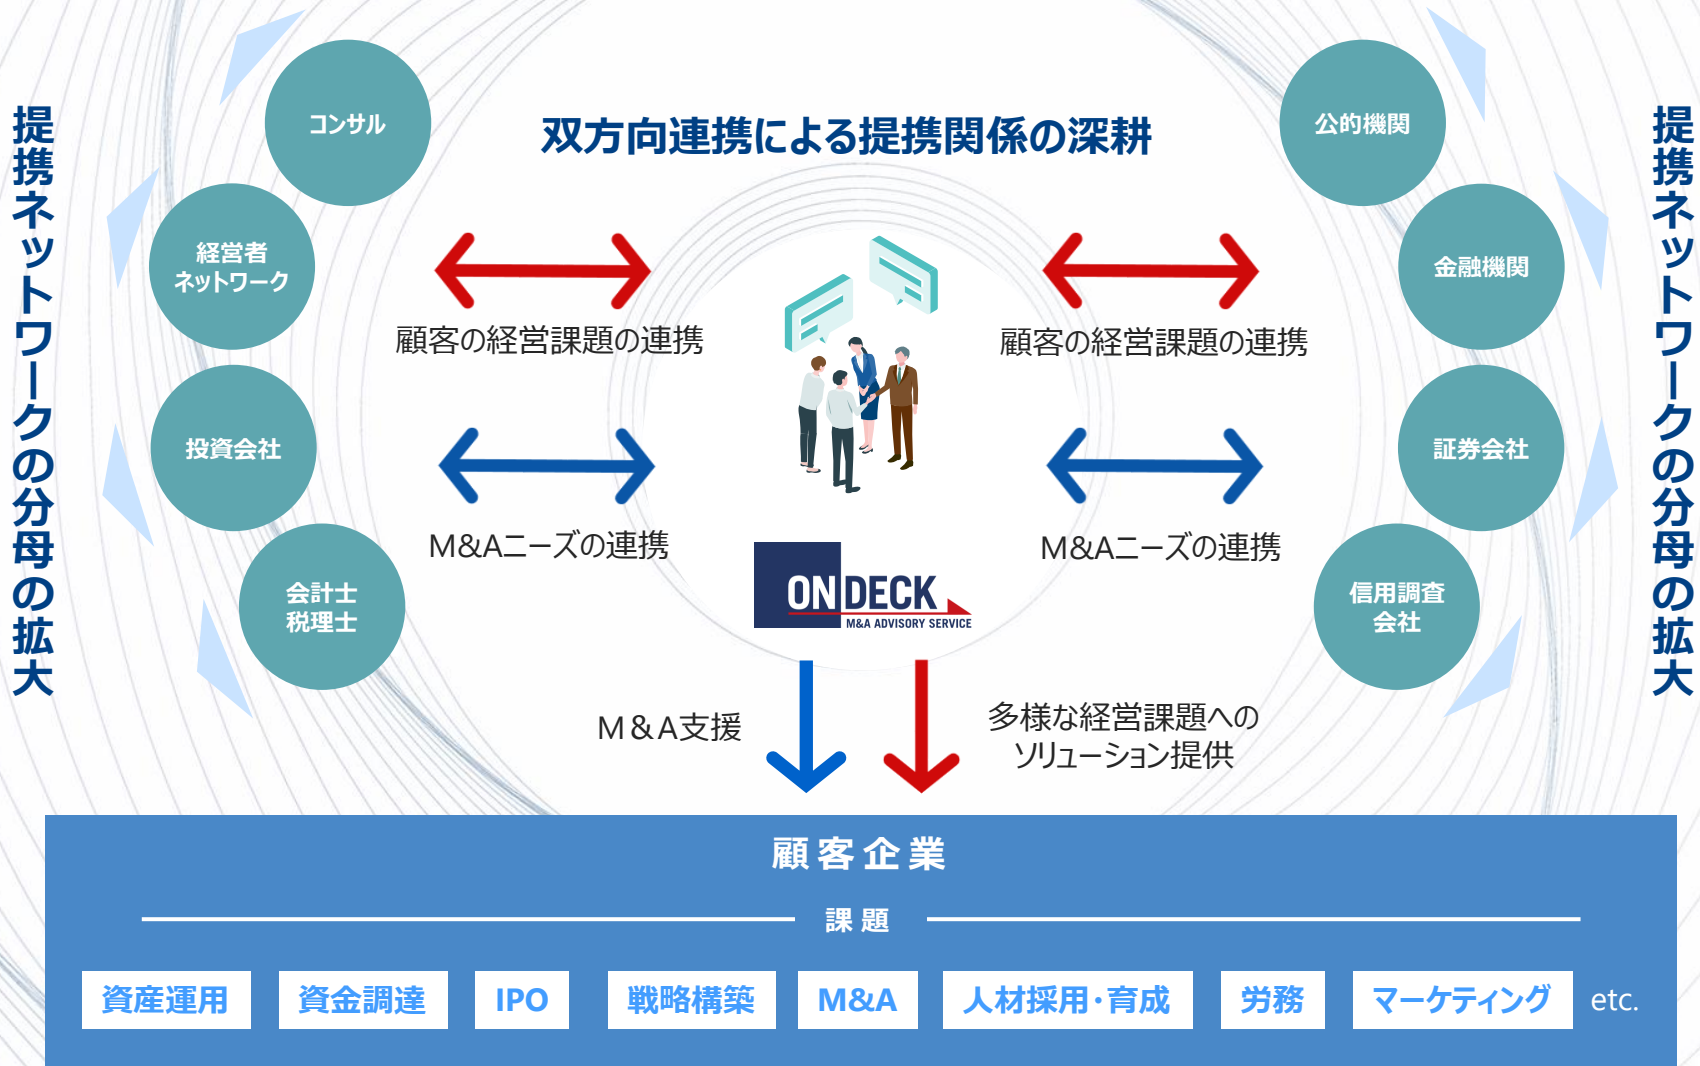 双方向連携による提携関係の深耕
提携ネットワークの分母の拡大
コンサル
経営者
ネットワーク
投資会社
会計士
税理士
顧客の経営課題の連携
M&Aニーズの連携
ON DECK
M&A ADVISORY SERVICE
顧客の経営課題の連携
M&Aニーズの連携
公的機関
金融機関
証券会社
信用調査
会社
提携ネットワークの分母の拡大
M&A支援
多様な経営課題への
ソリューション提供
顧客企業
課題
資産運用
資金調達
IPO
戦略構築
M&A
人材採用・育成
労務
マーケティング
etc.